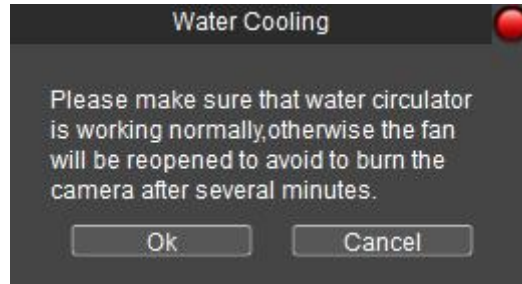 Water Cooling
Please make sure that water circulator
is working normally,otherwise the fan
will be reopened to avoid to burn the
camera after several minutes.
Ok
Cancel